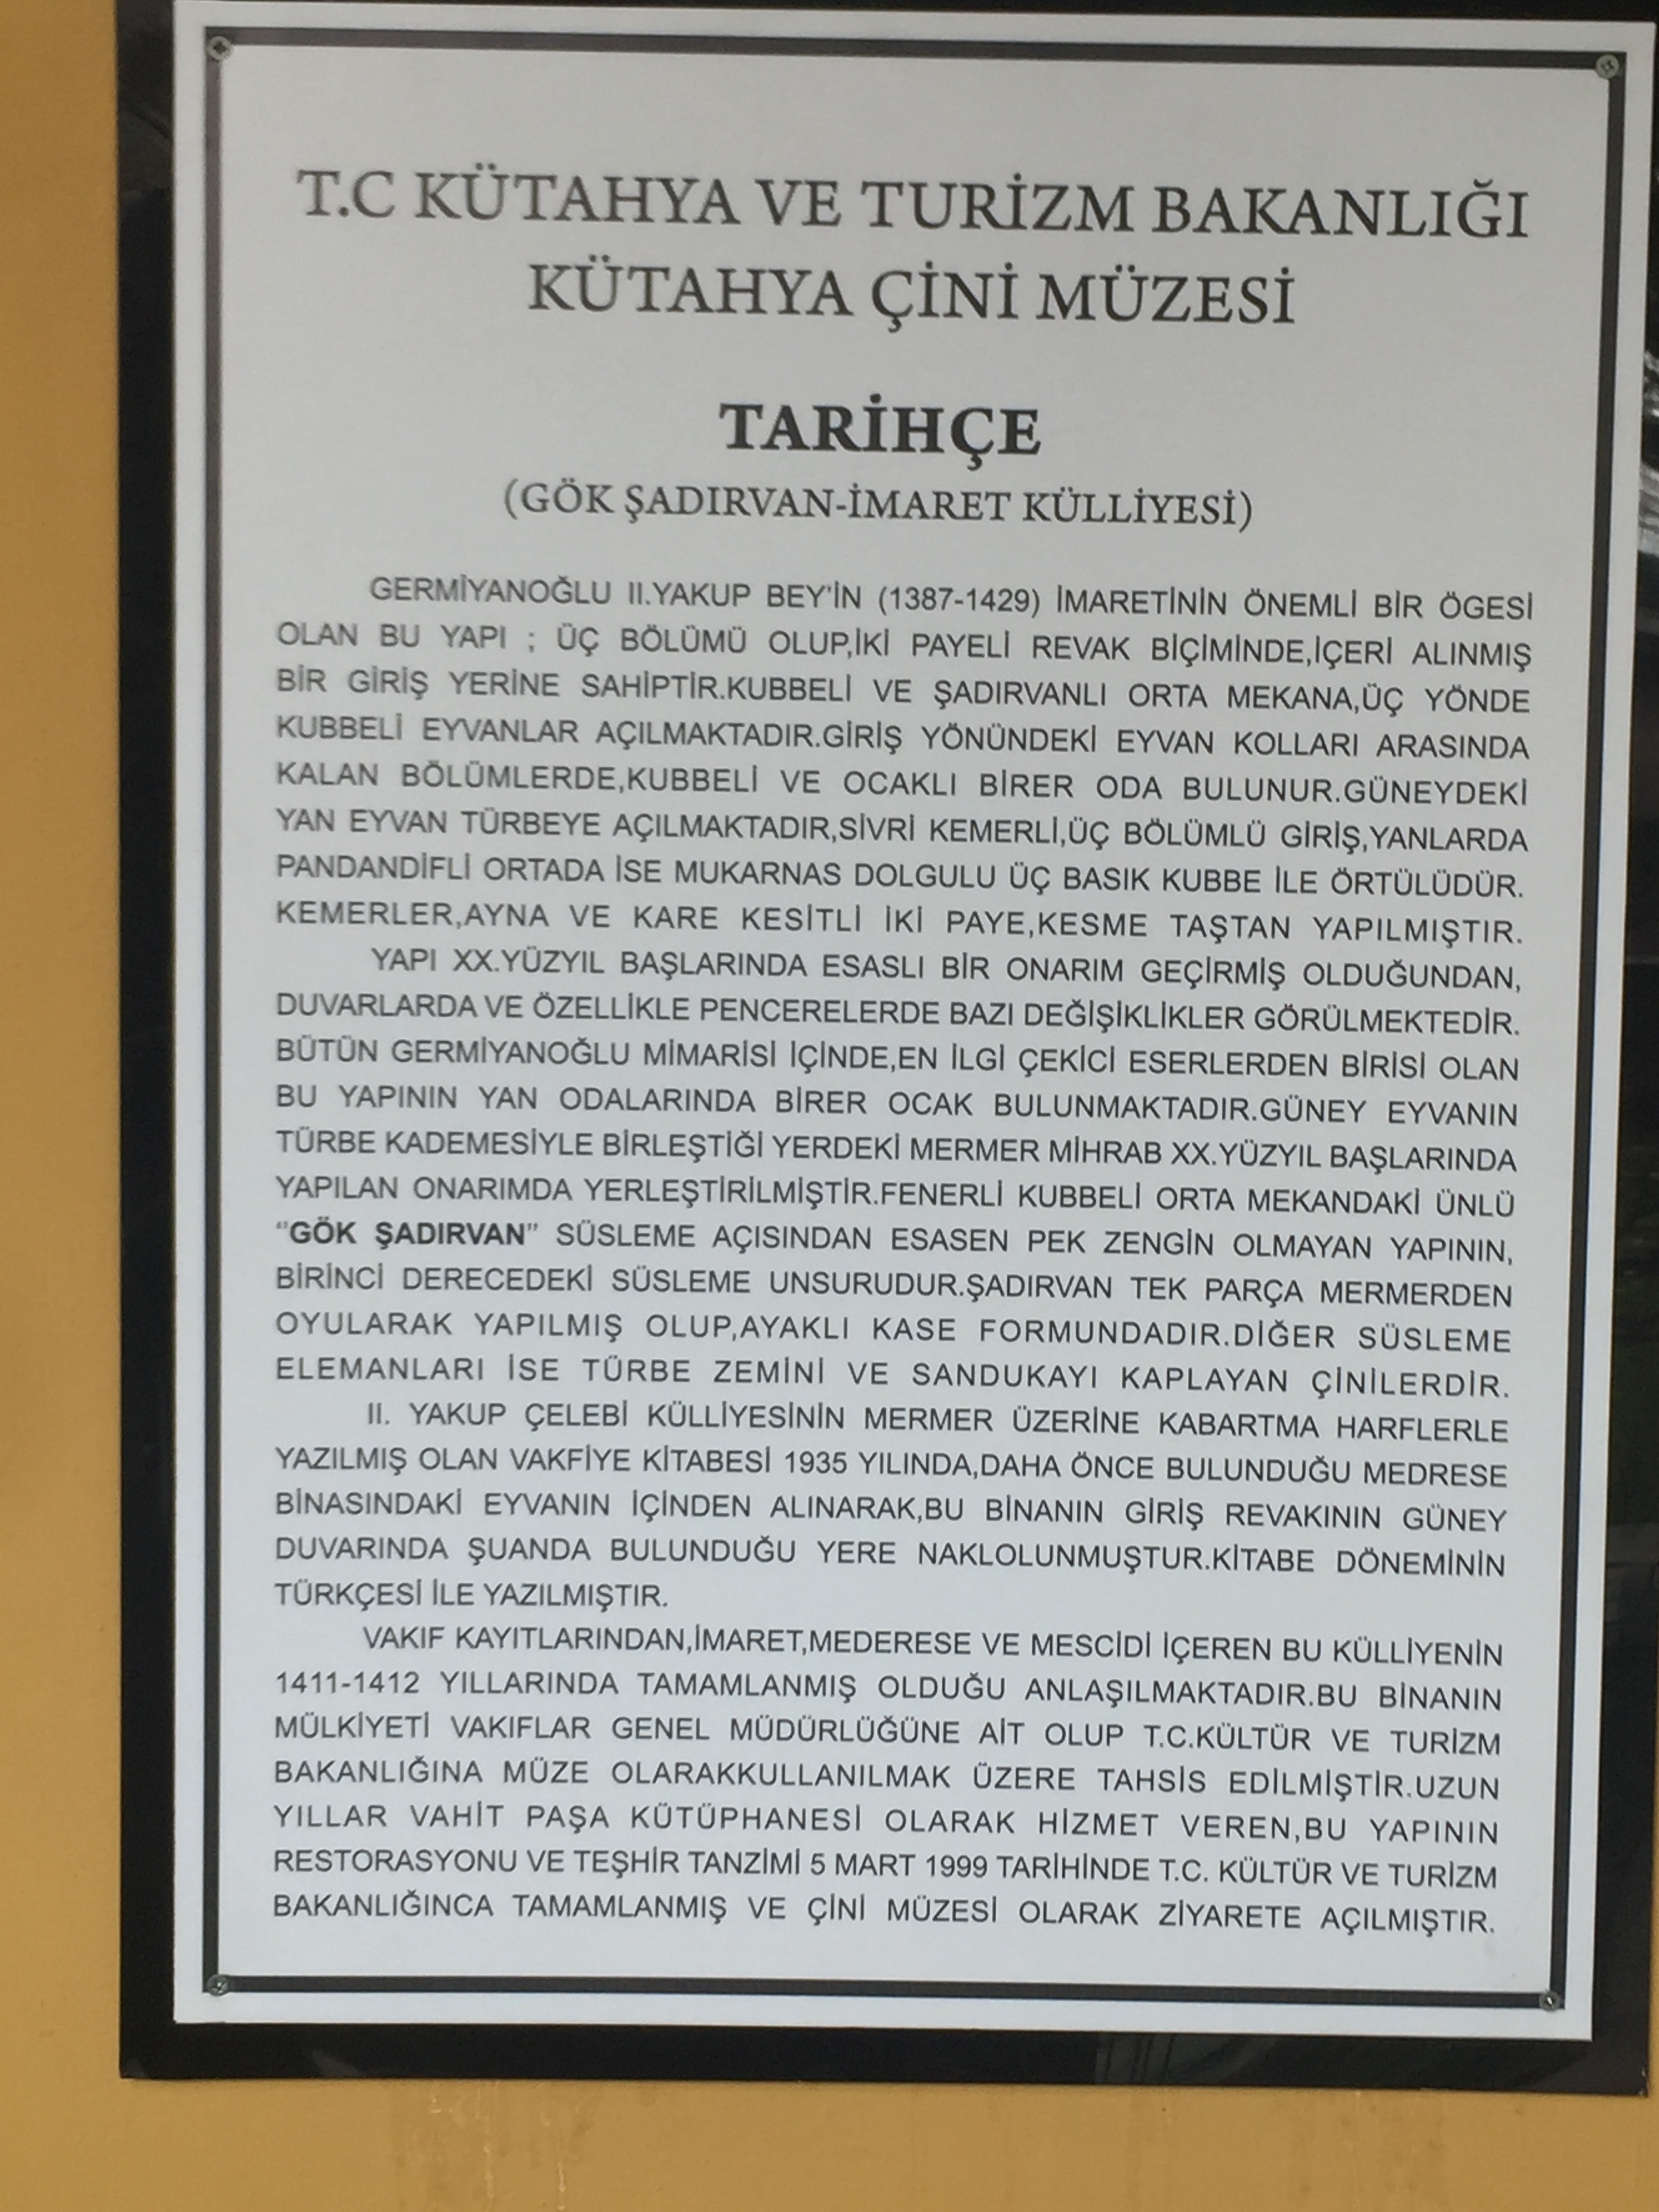 T.C KÜTAHYA VE TURİZM BAKANLIĞI
KÜTAHYA ÇİNİ MÜZESİ
TARİHÇE
(GÖK ŞADIRVAN-İMARET KÜLLİYESİ)
GERMİYANOĞLU II.YAKUP BEY'İN (1387-1429) İMARETİNİN ÖNEMLİ BİR ÖGESİ
OLAN BU YAPI ; ÜÇ BÖLÜMÜ OLUP,İKİ PAYELİ REVAK BİÇİMİNDE,İÇERİ ALINMIŞ
BİR GİRİŞ YERİNE SAHİPTİR.KUBBELİ VE ŞADIRVANLI ORTA MEKANA,ÜÇ YÖNDE
KUBBELİ EYVANLAR AÇILMAKTADIR.GİRİŞ YÖNÜNDEKİ EYVAN KOLLARI ARASINDA
KALAN BÖLÜMLERDE,KUBBELİ VE OCAKLI BİRER ODA BULUNUR.GÜNEYDEKİ
YAN EYVAN TÜRBEYE AÇILMAKTADIR,SİVRİ KEMERLİ,ÜÇ BÖLÜMLÜ GİRİŞ,YANLARDA
PANDANDİFLİ ORTADA İSE MUKARNAS DOLGULU ÜÇ BASIK KUBBE İLE ÖRTÜLÜDÜR.
KEMERLER,AYNA VE KARE KESİTLİ İKİ PAYE,KESME TAŞTAN YAPILMIŞTIR.
YAPI XX.YÜZYIL BAŞLARINDA ESASLI BİR ONARIM GEÇİRMİŞ OLDUĞUNDAN,
DUVARLARDA VE ÖZELLİKLE PENCERELERDE BAZI DEĞİŞİKLİKLER GÖRÜLMEKTEDİR.
BÜTÜN GERMİYANOĞLU MİMARİSİ İÇİNDE,EN İLGİ ÇEKİCİ ESERLERDEN BİRİSİ OLAN
BU YAPININ YAN ODALARINDA BİRER OCAK BULUNMAKTADIR.GÜNEY EYVANIN
TÜRBE KADEMESİYLE BİRLEŞTİĞİ YERDEKİ MERMER MİHRAB XX.YÜZYIL BAŞLARINDA
YAPILAN ONARIMDA YERLEŞTİRİLMİŞTİR.FENERLİ KUBBELİ ORTA MEKANDAKİ ÜNLÜ
“GÖK ŞADIRVAN” SÜSLEME AÇISINDAN ESASEN PEK ZENGİN OLMAYAN YAPININ,
BİRİNCİ DERECEDEKİ SÜSLEME UNSURUDUR.ŞADIRVAN TEK PARÇA MERMERDEN
OYULARAK YAPILMIŞ OLUP,AYAKLI KASE FORMUNDADIR.DİĞER SÜSLEME
ELEMANLARI İSE TÜRBE ZEMİNİ VE SANDUKAYI KAPLAYAN ÇİNİLERDİR.
II. YAKUP ÇELEBİ KÜLLİYESİNİN MERMER ÜZERİNE KABARTMA HARFLERLE
YAZILMIŞ OLAN VAKFİYE KİTABESİ 1935 YILINDA,DAHA ÖNCE BULUNDUĞU MEDRESE
BİNASINDAKİ EYVANIN İÇİNDEN ALINARAK,BU BİNANIN GİRİŞ REVAKININ GÜNEY
DUVARINDA ŞUANDA BULUNDUĞU YERE NAKLOLUNMUŞTUR.KİTABE DÖNEMİNİN
TÜRKÇESİ İLE YAZILMIŞTIR.
VAKIF KAYITLARINDAN,İMARET,MEDERESE VE MESCİDİ İÇEREN BU KÜLLİYENİN
1411-1412 YILLARINDA TAMAMLANMIŞ OLDUĞU ANLAŞILMAKTADIR.BU BİNANIN
MÜLKİYETİ VAKIFLAR GENEL MÜDÜRLÜĞÜNE AİT OLUP T.C.KÜLTÜR VE TURİZM
BAKANLIĞINA MÜZE OLARAKKULLANILMAK ÜZERE TAHSİS EDİLMİŞTİR.UZUN
YILLAR VAHİT PAŞA KÜTÜPHANESİ OLARAK HİZMET VEREN,BU YAPININ
RESTORASYONU VE TEŞHİR TANZİMİ 5 MART 1999 TARİHİNDE T.C. KÜLTÜR VE TURİZM
BAKANLIĞINCA TAMAMLANMIŞ VE ÇİNİ MÜZESİ OLARAK ZİYARETE AÇILMIŞTIR.